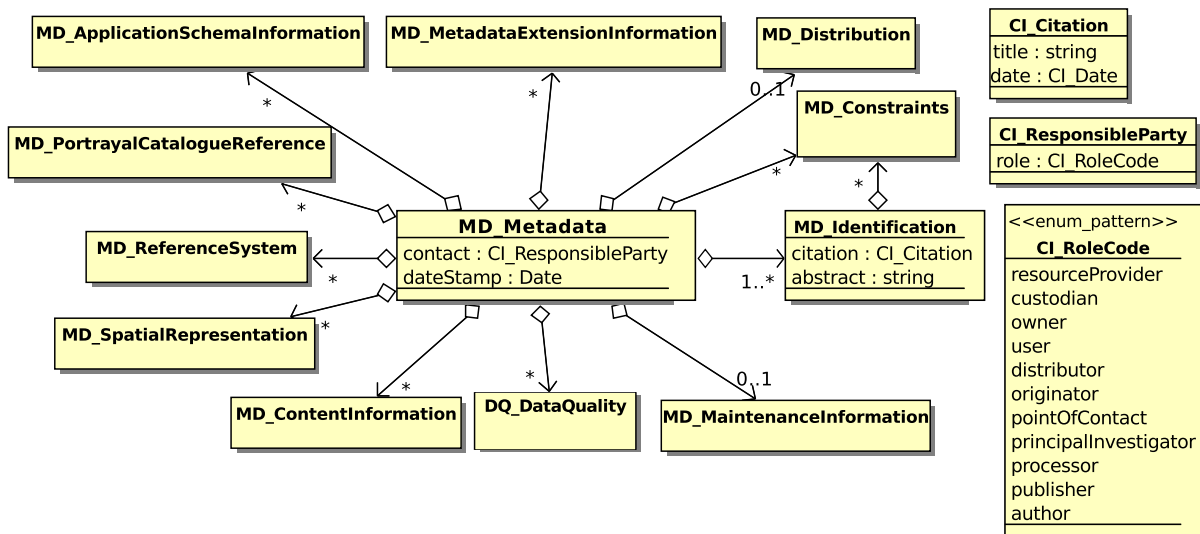 MD_ApplicationSchemaInformation
*
MD_MetadataExtensionInformation
*
MD_Distribution
0..1
MD_Constraints
*
*
MD_PortrayalCatalogueReference
*
MD_ReferenceSystem
*
MD_Metadata
contact : CI_ResponsibleParty
dateStamp : Date
1..*
MD_Identification
citation : CI_Citation
abstract : string
MD_SpatialRepresentation
*
MD_ContentInformation
*
DQ_DataQuality
*
MD_MaintenanceInformation
0..1
CI_Citation
title : string
date : CI_Date
CI_ResponsibleParty
role : CI_RoleCode
<<enum_pattern>>
CI_RoleCode
resourceProvider
custodian
owner
user
distributor
originator
pointOfContact
principalInvestigator
processor
publisher
author